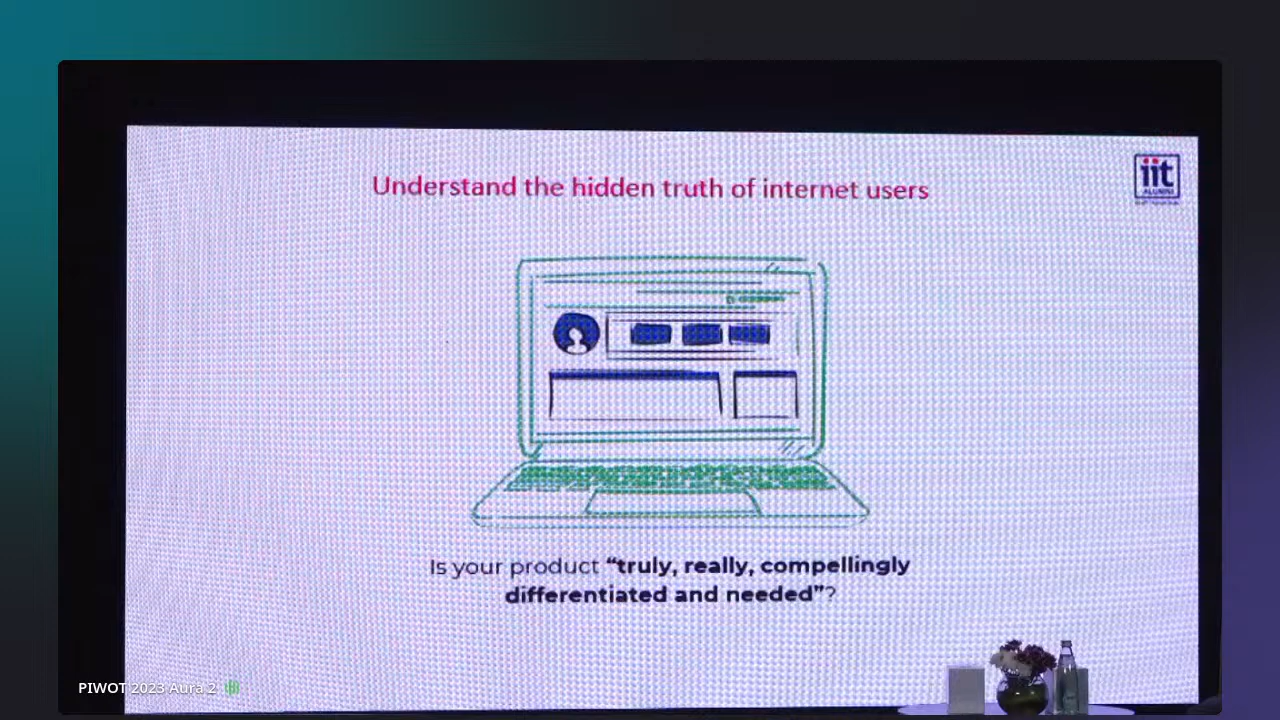 Understand the hidden truth of internet users
iit
ALUMNI
Is your product “truly, really, compellingly
differentiated and needed”?
PIWOT 2023 Aura 2